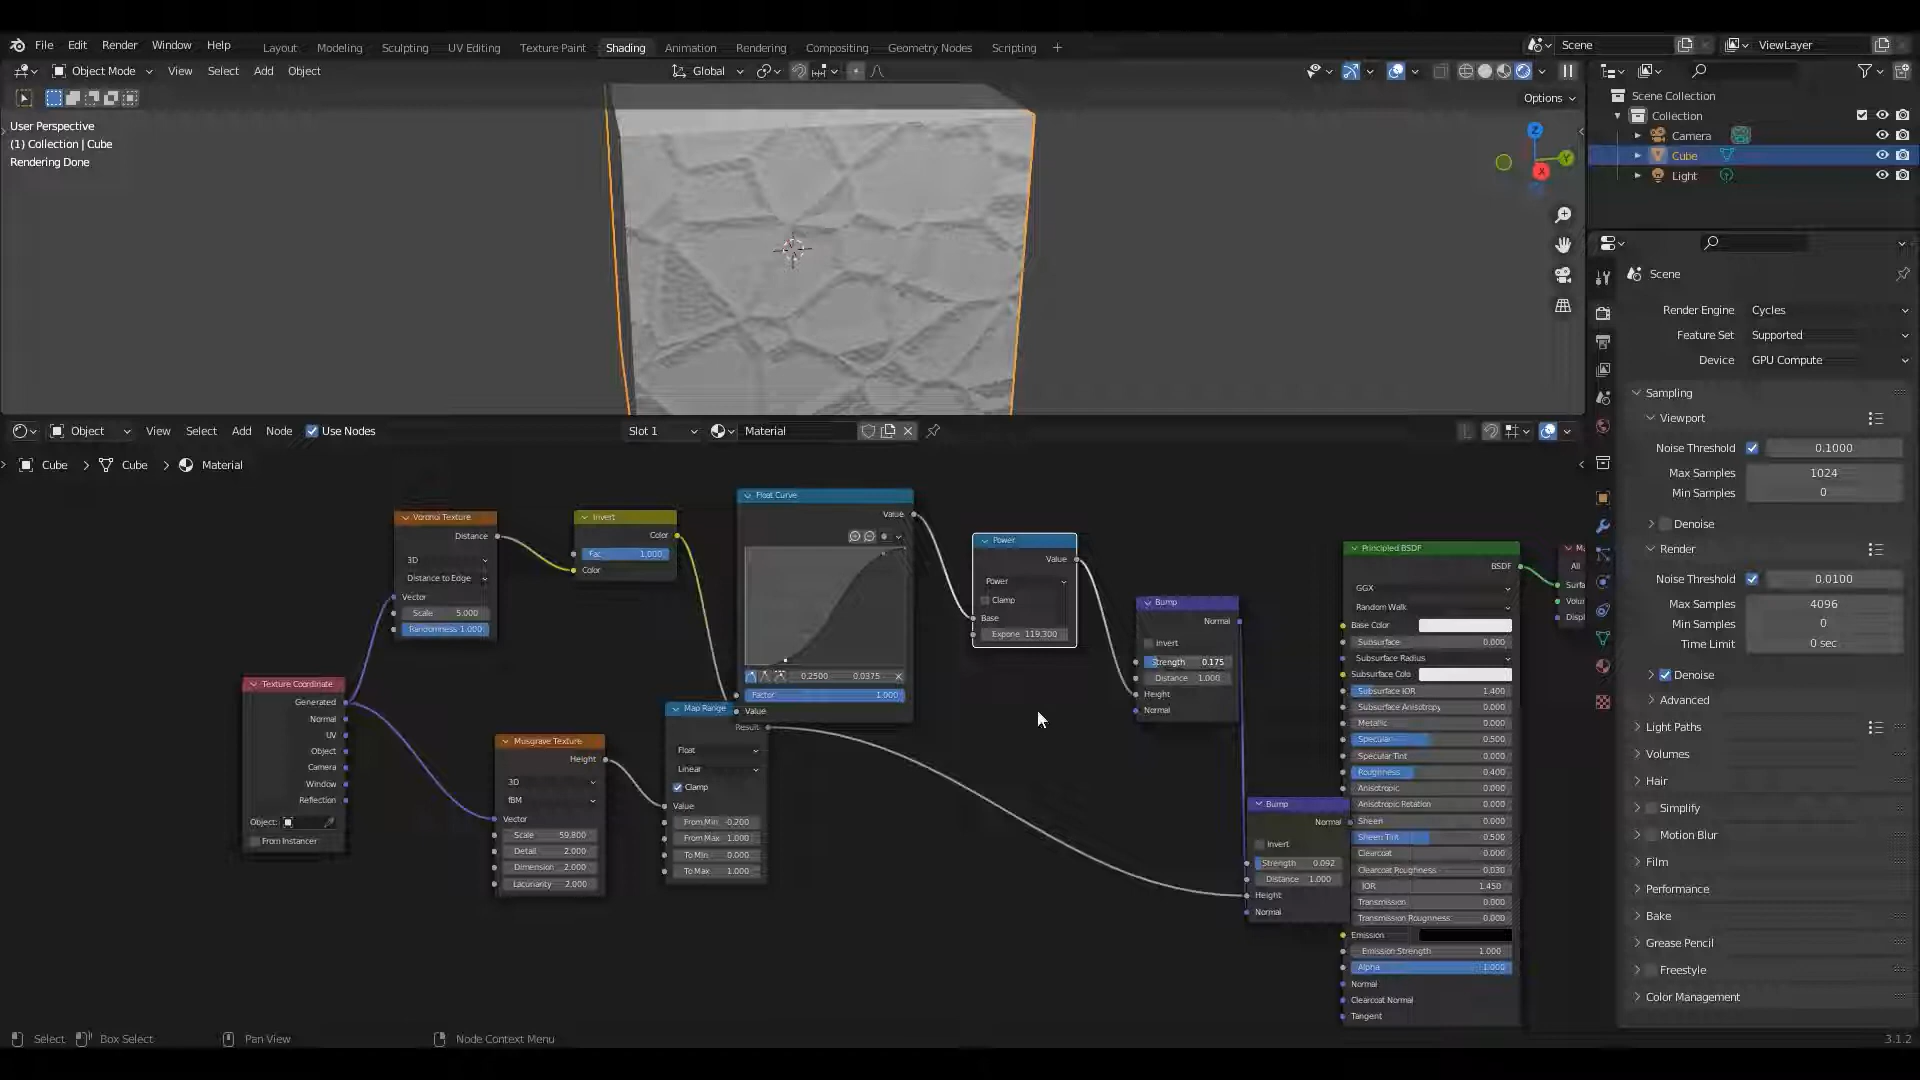 File Edit Render Window Help Layout Modeling Sculpting UV Editing Texture Paint Shading Animation Rendering Compositing Geometry Nodes Scripting + Scene ViewLayer
Object Mode View Select Add Object Global
Options
User Perspective
(1) Collection | Cube
Rendering Done
Z
Y
X
Scene Collection
Collection
Camera
Cube
Light
Scene
Render Engine Cycles
Feature Set Supported
Device GPU Compute
Sampling
Viewport
Noise Threshold 0.1000
Max Samples 1024
Min Samples 0
Denoise
Render
Noise Threshold 0.0100
Max Samples 4096
Min Samples 0
Time Limit 0 sec
Denoise
Advanced
Light Paths
Volumes
Hair
Simplify
Motion Blur
Film
Performance
Bake
Grease Pencil
Freestyle
Color Management
Object View Select Add Node Use Nodes Slot 1 Material
Cube > Cube > Material
Texture Coordinate
Generated
Normal
UV
Object
Camera
Window
Reflection
Object:
From Instancer
Voronoi Texture
Distance
3D
Distance to Edge
Vector
Scale 5.000
Randomness 1.000
Musgrave Texture
Height
3D
fBM
Vector
Scale 59.800
Detail 2.000
Dimension 2.000
Lacunarity 2.000
Invert
Color
Fac 1.000
Color
Map Range
Result
Float
Linear
Clamp
Value
From Min -0.200
From Max 1.000
To Min 0.000
To Max 1.000
Float Curve
Value
0.2500 0.0375
Factor 1.000
Value
Power
Value
Power
Clamp
Base
Expone 119.300
Bump
Normal
Invert
Strength 0.175
Distance 1.000
Height
Normal
Bump
Normal
Invert
Strength 0.092
Distance 1.000
Height
Normal
Principled BSDF
BSDF
GGX
Random Walk
Base Color
Subsurface 0.000
Subsurface Radius
Subsurface Colo
Subsurface IOR 1.400
Subsurface Anisotropy 0.000
Metallic 0.000
Specular 0.500
Specular Tint 0.000
Roughness 0.400
Anisotropic 0.000
Anisotropic Rotation 0.000
Sheen 0.000
Sheen Tint 0.500
Clearcoat 0.000
Clearcoat Roughness 0.030
IOR 1.450
Transmission 0.000
Transmission Roughness 0.000
Emission
Emission Strength 1.000
Alpha 1.000
Normal
Clearcoat Normal
Tangent
All
Surfa
Volu
Displ
Select Box Select Pan View Node Context Menu 3.1.2